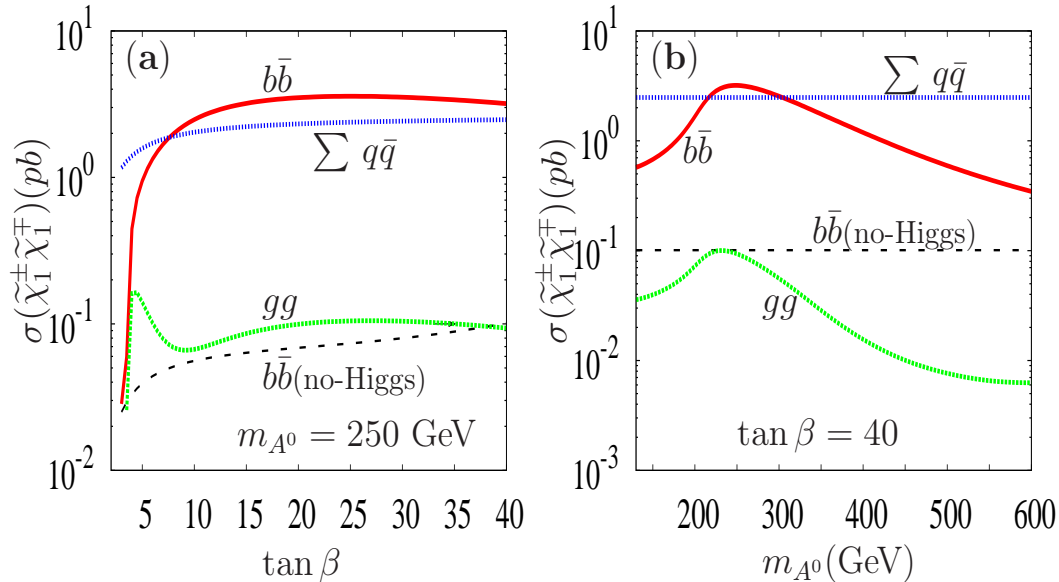 (a)
σ(χ̃₁^± χ̃₁^∓)(pb)
10^1
10^0
10^-1
10^-2
bb̄
∑ qq̄
gg
bb̄(no-Higgs)
m_{A^0} = 250 GeV
5 10 15 20 25 30 35 40
tan β
(b)
σ(χ̃₁^± χ̃₁^∓)(pb)
10^1
10^0
10^-1
10^-2
10^-3
∑ qq̄
bb̄
bb̄(no-Higgs)
gg
tan β = 40
200 300 400 500 600
m_{A^0}(GeV)